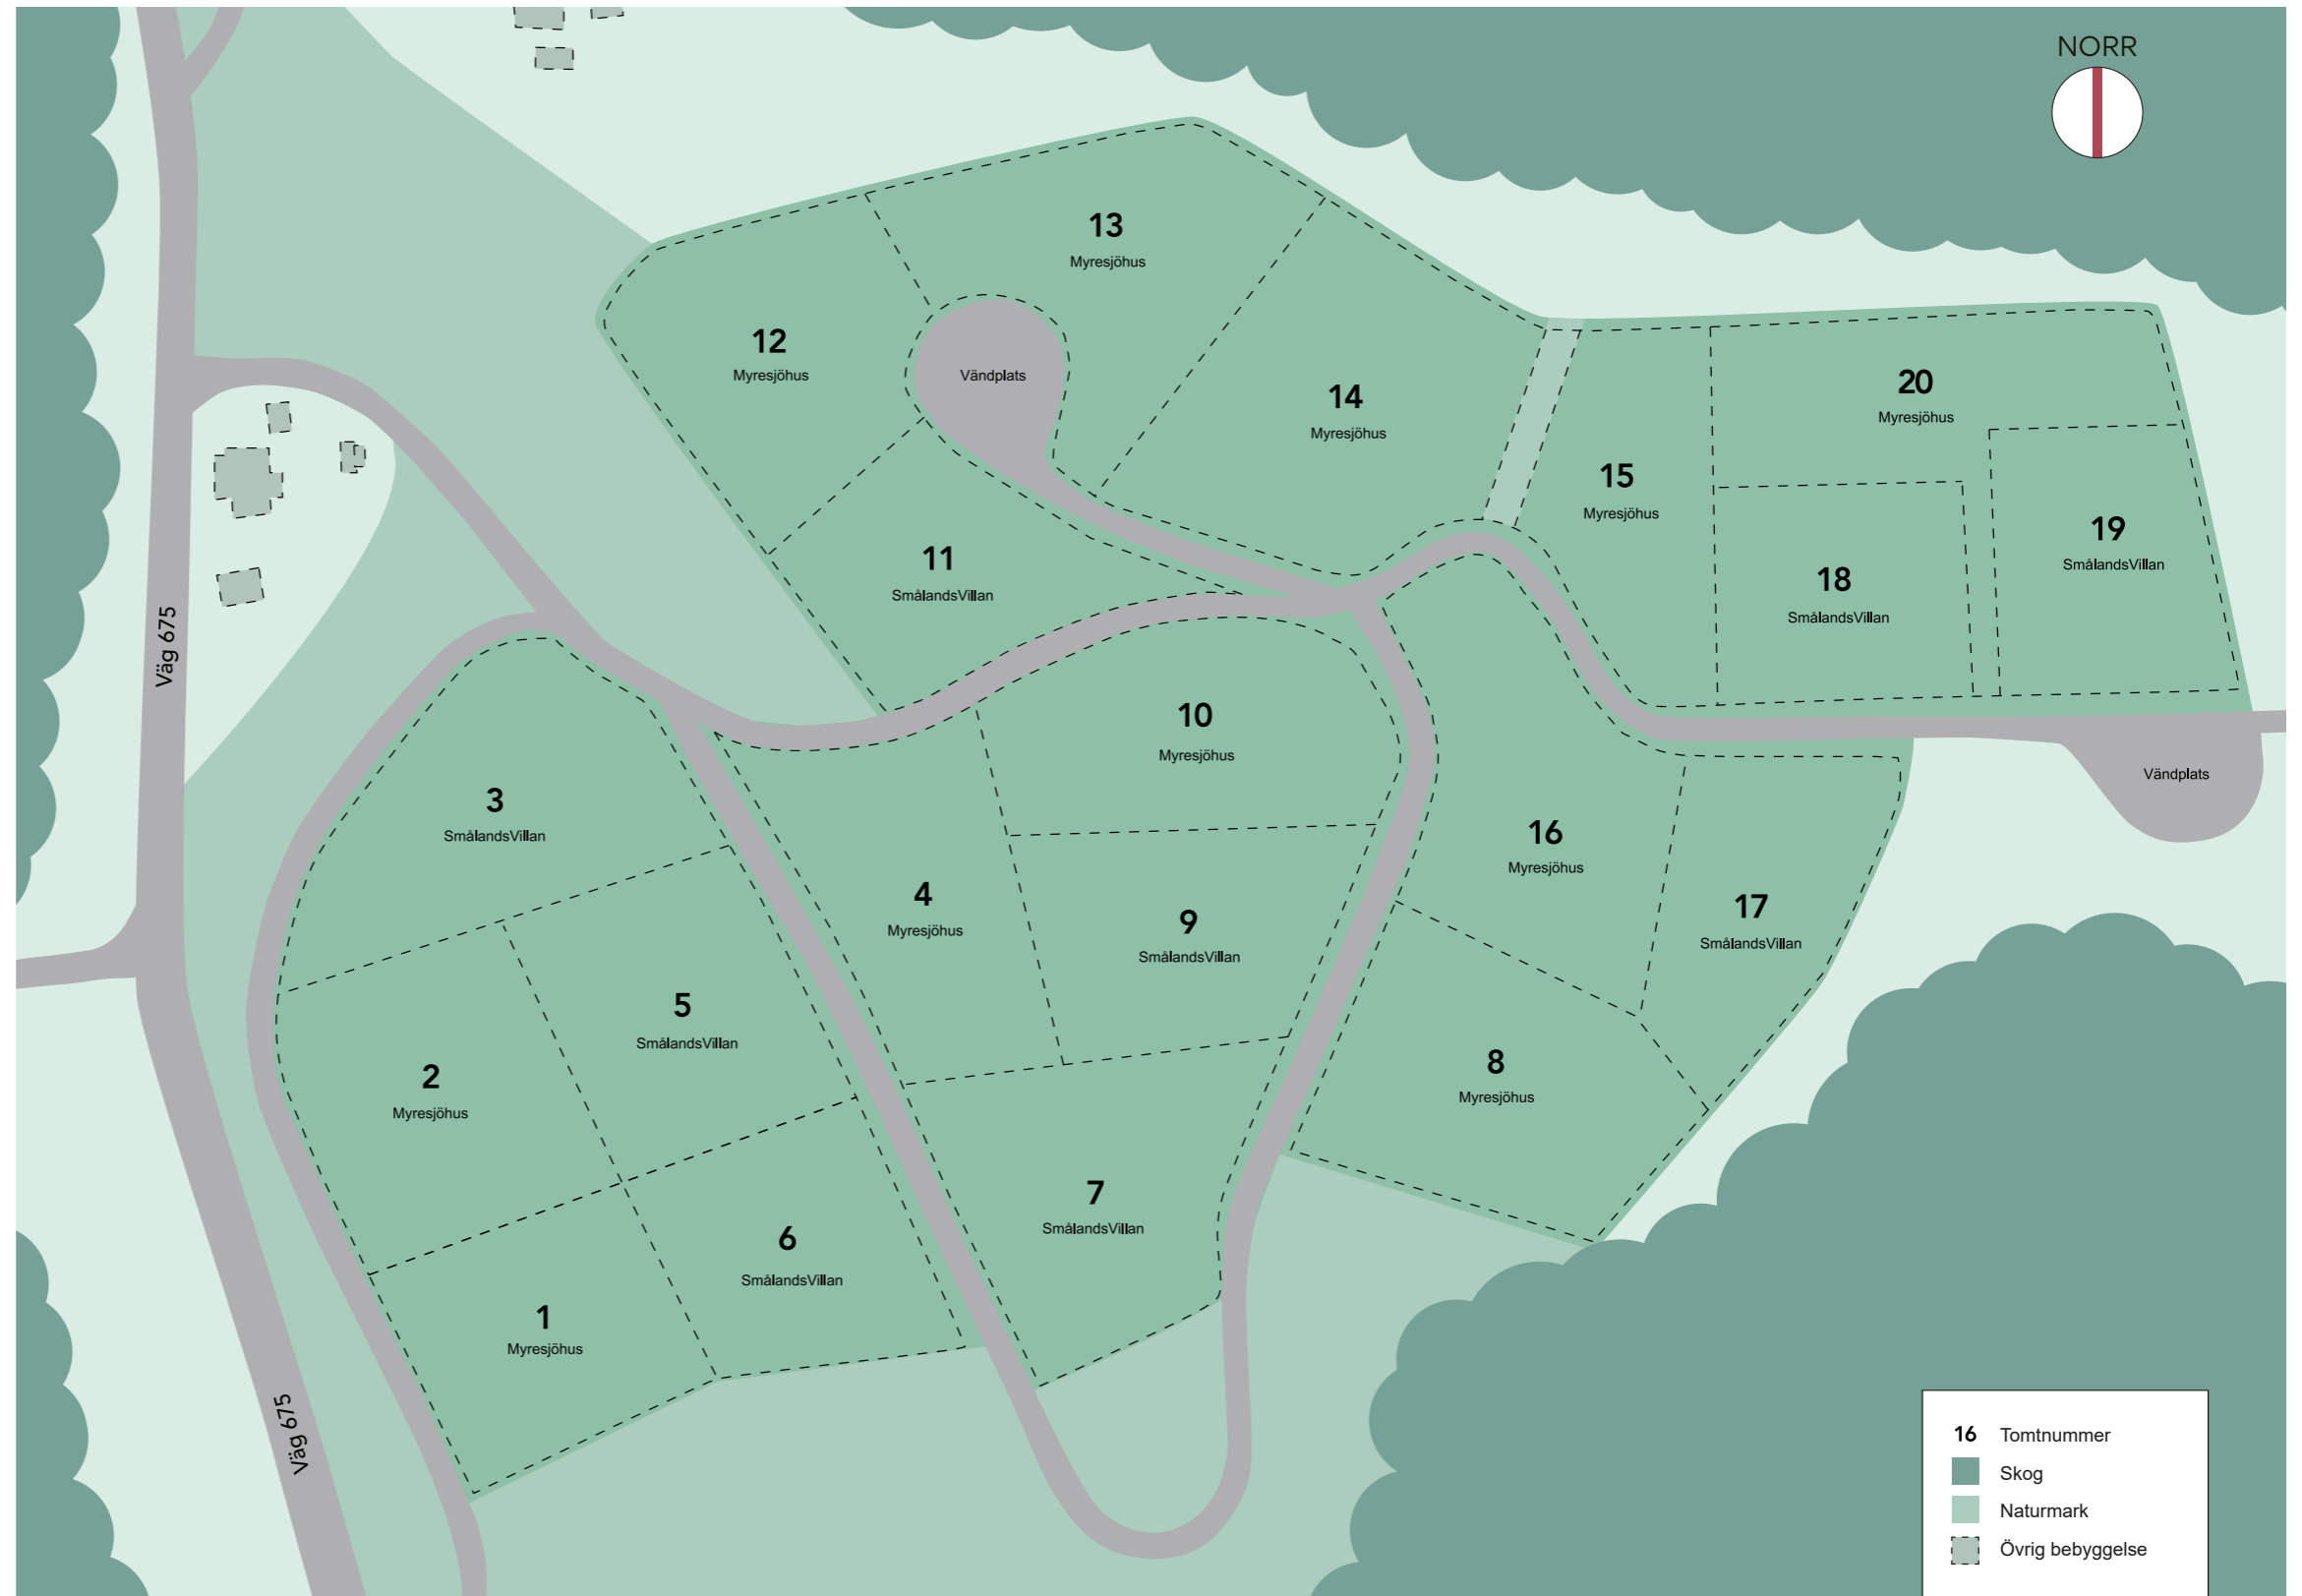 NORR
13
Myresjöhus
12
Myresjöhus
Vändplats
14
Myresjöhus
20
Myresjöhus
15
Myresjöhus
19
SmålandsVillan
11
SmålandsVillan
18
SmålandsVillan
Väg 675
10
Myresjöhus
Vändplats
3
SmålandsVillan
16
Myresjöhus
4
Myresjöhus
9
SmålandsVillan
17
SmålandsVillan
5
SmålandsVillan
2
Myresjöhus
8
Myresjöhus
7
SmålandsVillan
6
SmålandsVillan
1
Myresjöhus
Väg 675
16 Tomtnummer
Skog
Naturmark
Övrig bebyggelse